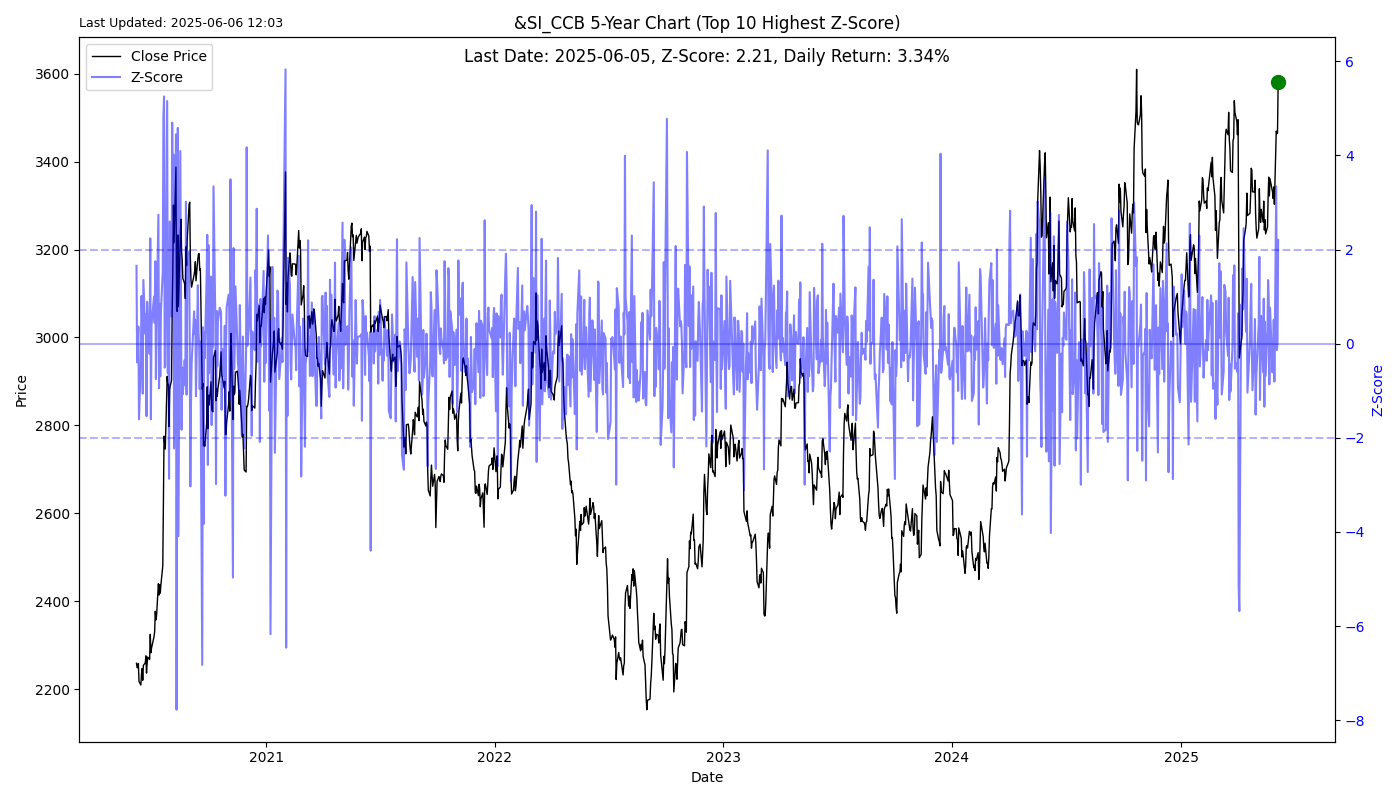 Last Updated: 2025-06-06 12:03
&SI_CCB 5-Year Chart (Top 10 Highest Z-Score)
Last Date: 2025-06-05, Z-Score: 2.21, Daily Return: 3.34%
Close Price
Z-Score
3600
3400
3200
3000
2800
2600
2400
2200
Price
6
4
2
0
−2
−4
−6
−8
Z-Score
2021
2022
2023
2024
2025
Date